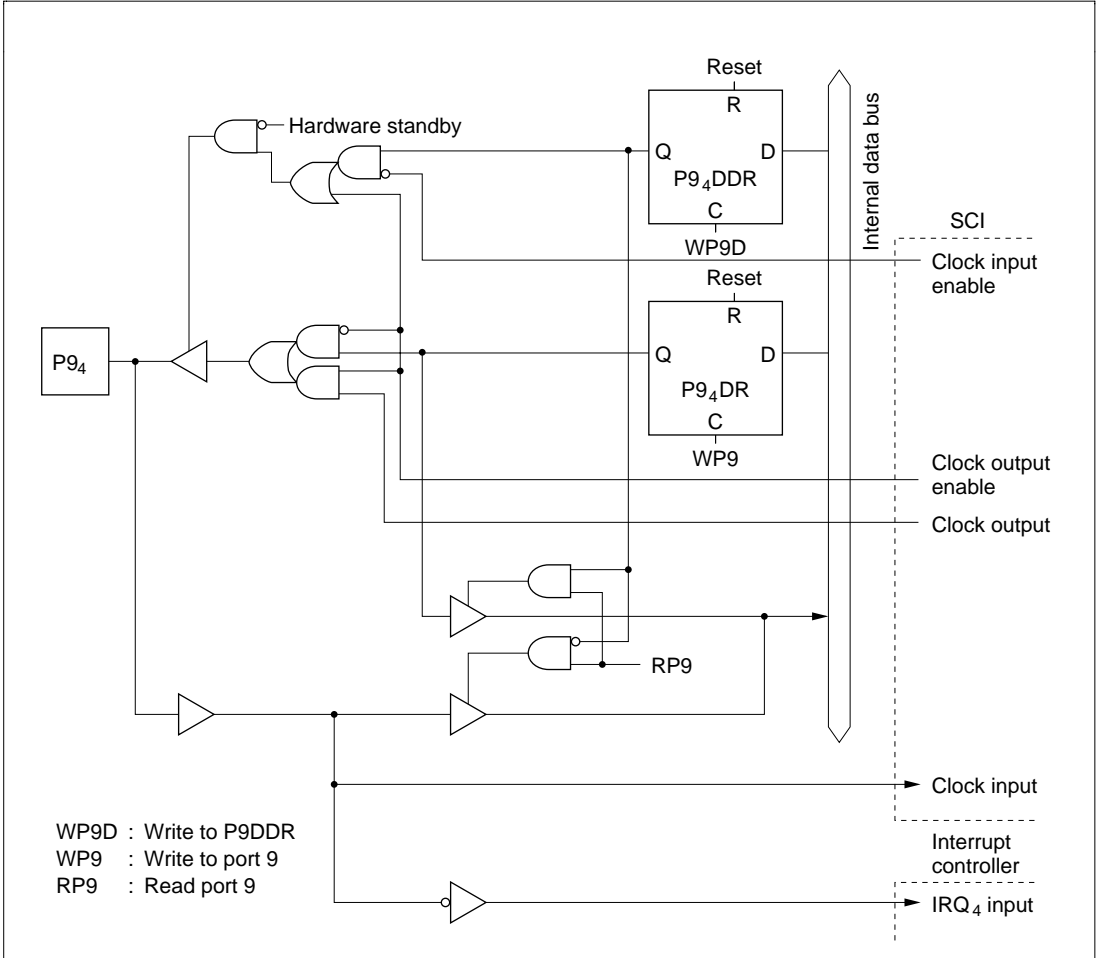 Reset
R
Hardware standby
Q
D
P9₄DDR
C
WP9D
Internal data bus
SCI
Clock input
enable
Reset
R
P9₄
Q
D
P9₄DR
C
WP9
Clock output
enable
Clock output
RP9
Clock input
WP9D : Write to P9DDR
WP9 : Write to port 9
RP9 : Read port 9
Interrupt
controller
IRQ₄ input